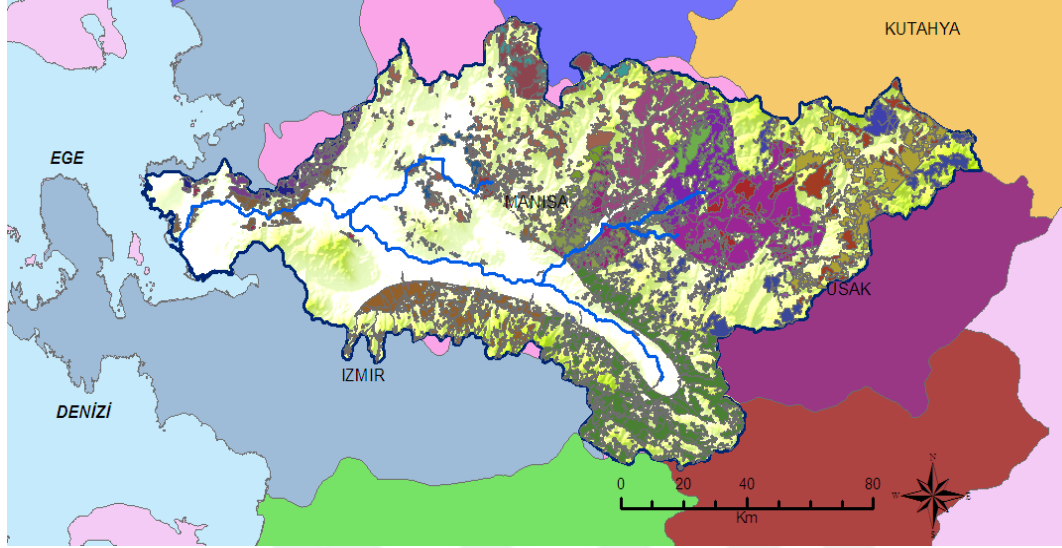 KUTAHYA
EGE
MANISA
USAK
IZMIR
DENİZİ
N
W
E
S
0 20 40 80
Km